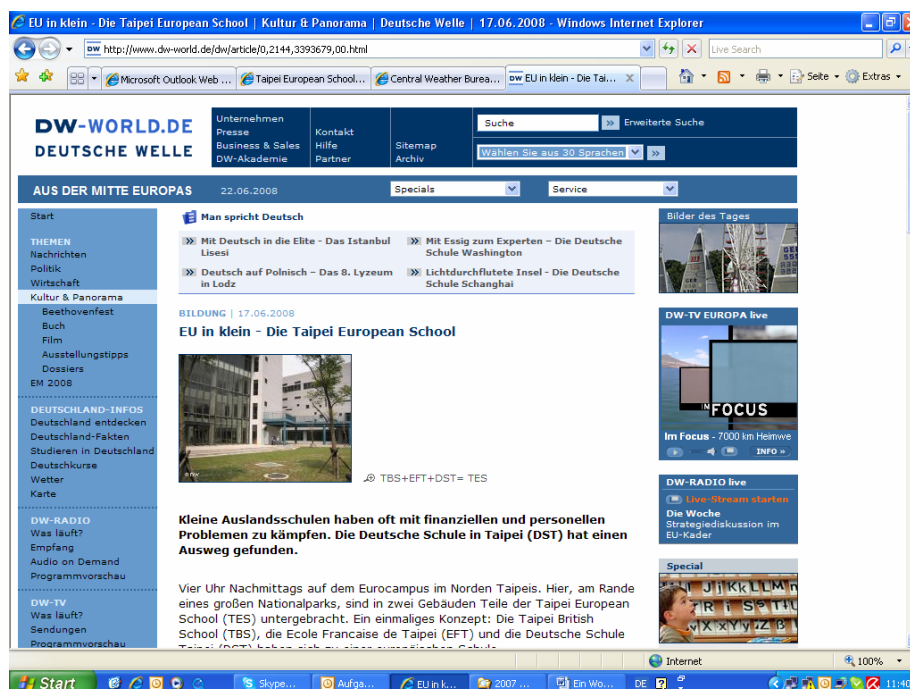 EU in klein - Die Taipei European School | Kultur & Panorama | Deutsche Welle | 17.06.2008 - Windows Internet Explorer
http://www.dw-world.de/dw/article/0,2144,3393679,00.html
Live Search
Microsoft Outlook Web ...
Taipei European School...
Central Weather Burea...
EU in klein - Die Tai...
Seite
Extras
DW-WORLD.DE
DEUTSCHE WELLE
Unternehmen
Presse
Business & Sales
DW-Akademie
Kontakt
Hilfe
Partner
Sitemap
Archiv
Suche
Erweiterte Suche
Wählen Sie aus 30 Sprachen
AUS DER MITTE EUROPAS
22.06.2008
Specials
Service
Start
THEMEN
Nachrichten
Politik
Wirtschaft
Kultur & Panorama
Beethovenfest
Buch
Film
Ausstellungstipps
Dossiers
EM 2008
DEUTSCHLAND-INFOS
Deutschland entdecken
Deutschland-Fakten
Studieren in Deutschland
Deutschkurse
Wetter
Karte
DW-RADIO
Was läuft?
Empfang
Audio on Demand
Programmvorschau
DW-TV
Was läuft?
Sendungen
Programmvorschau
Man spricht Deutsch
Mit Deutsch in die Elite - Das Istanbul
Lisesi
Mit Essig zum Experten – Die Deutsche
Schule Washington
Deutsch auf Polnisch – Das 8. Lyzeum
in Lodz
Lichtdurchflutete Insel - Die Deutsche
Schule Schanghai
BILDUNG | 17.06.2008
EU in klein - Die Taipei European School
TBS+EFT+DST= TES
Kleine Auslandsschulen haben oft mit finanziellen und personellen
Problemen zu kämpfen. Die Deutsche Schule in Taipei (DST) hat einen
Ausweg gefunden.
Vier Uhr Nachmittags auf dem Eurocampus im Norden Taipeis. Hier, am Rande
eines großen Nationalparks, sind in zwei Gebäuden Teile der Taipei European
School (TES) untergebracht. Ein einmaliges Konzept: Die Taipei British
School (TBS), die Ecole Francaise de Taipei (EFT) und die Deutsche Schule
Taipei (DST) haben sich zu einer europäischen Schule
Bilder des Tages
DW-TV EUROPA live
IN FOCUS
Im Focus - 7000 km Heimwe
INFO »
DW-RADIO live
Live-Stream starten
Die Woche
Strategiediskussion im
EU-Kader
Special
Internet
100%
Start
Skype...
Aufga...
EU in k...
2007 ...
Ein Wo...
DE
11:40